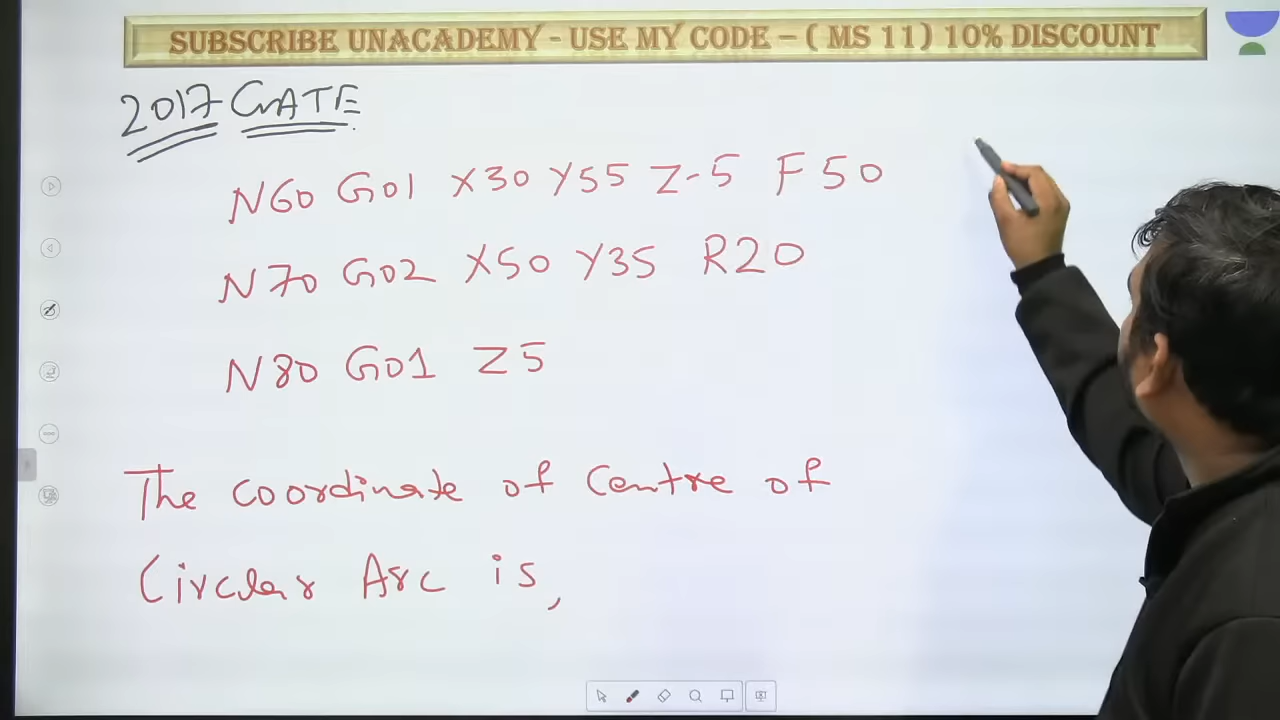 SUBSCRIBE UNACADEMY - USE MY CODE - ( MS 11) 10% DISCOUNT
2017 GATE
N60 G01 X30 Y55 Z-5 F50
N70 G02 X50 Y35 R20
N80 G01 Z5
The coordinate of Centre of
Circular Arc is,